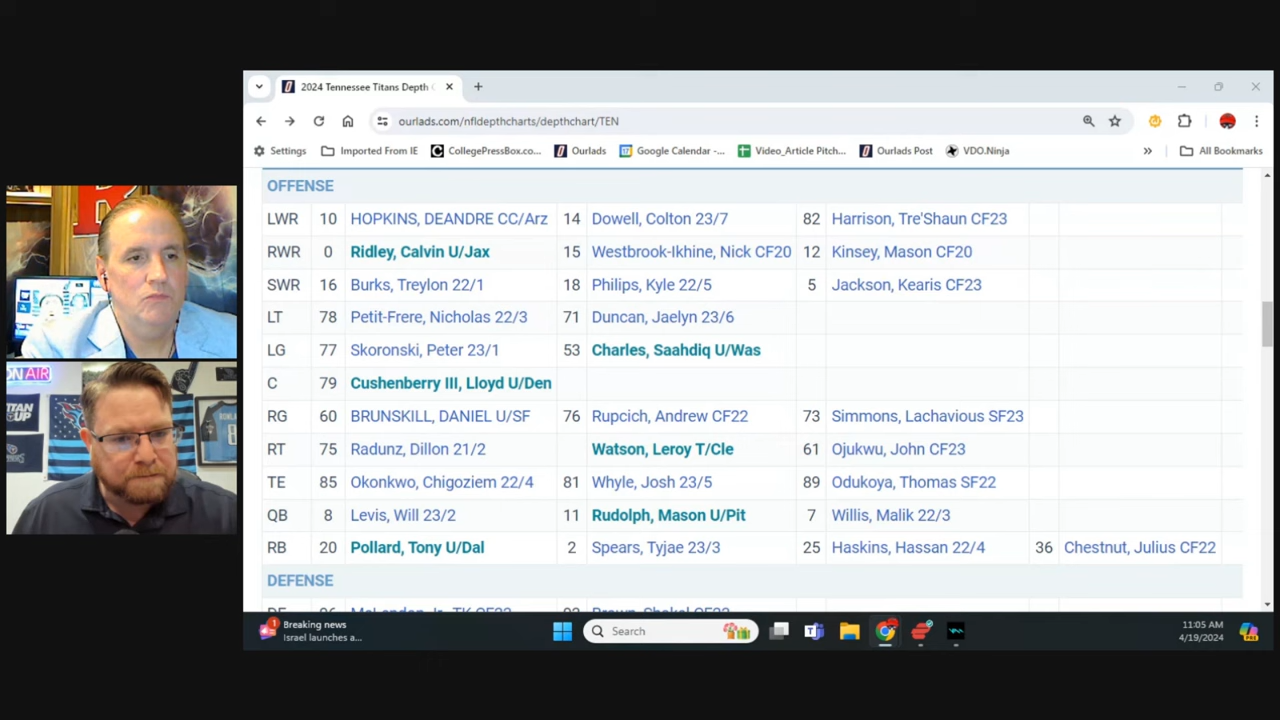 2024 Tennessee Titans Depth
ourlads.com/nfldepthcharts/depthchart/TEN
Settings Imported From IE CollegePressBox.co... Ourlads Google Calendar -... Video_Article Pitch... Ourlads Post VDO.Ninja » All Bookmarks
OFFENSE
LWR 10 HOPKINS, DEANDRE CC/Arz 14 Dowell, Colton 23/7 82 Harrison, Tre'Shaun CF23
RWR 0 Ridley, Calvin U/Jax 15 Westbrook-Ikhine, Nick CF20 12 Kinsey, Mason CF20
SWR 16 Burks, Treylon 22/1 18 Philips, Kyle 22/5 5 Jackson, Kearis CF23
LT 78 Petit-Frere, Nicholas 22/3 71 Duncan, Jaelyn 23/6
LG 77 Skoronski, Peter 23/1 53 Charles, Saahdiq U/Was
C 79 Cushenberry III, Lloyd U/Den
RG 60 BRUNSKILL, DANIEL U/SF 76 Rupcich, Andrew CF22 73 Simmons, Lachavious SF23
RT 75 Radunz, Dillon 21/2 Watson, Leroy T/Cle 61 Ojukwu, John CF23
TE 85 Okonkwo, Chigoziem 22/4 81 Whyle, Josh 23/5 89 Odukoya, Thomas SF22
QB 8 Levis, Will 23/2 11 Rudolph, Mason U/Pit 7 Willis, Malik 22/3
RB 20 Pollard, Tony U/Dal 2 Spears, Tyjae 23/3 25 Haskins, Hassan 22/4 36 Chestnut, Julius CF22
DEFENSE
ON AIR
TITAN
UP
1
Breaking news
Israel launches a...
Search
11:05 AM
4/19/2024